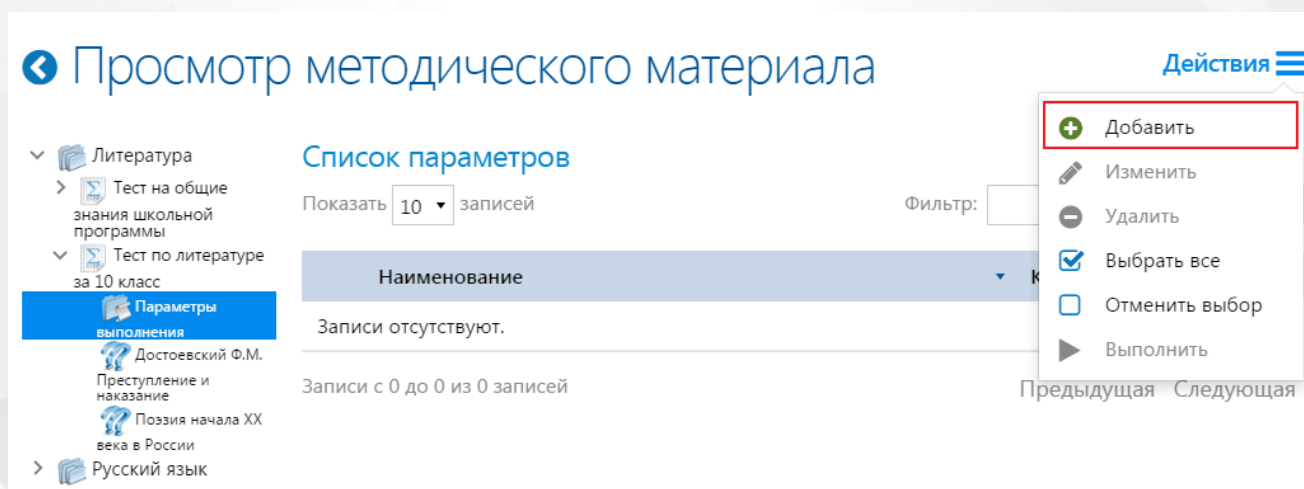 Просмотр методического материала
Действия
Добавить
Изменить
Удалить
Выбрать все
Отменить выбор
Выполнить
Литература
Тест на общие
знания школьной
программы
Тест по литературе
за 10 класс
Параметры
выполнения
Достоевский Ф.М.
Преступление и
наказание
Поэзия начала XX
века в России
Русский язык
Список параметров
Показать 10 записей
Фильтр:
Наименование
Записи отсутствуют.
Записи с 0 до 0 из 0 записей
Предыдущая Следующая